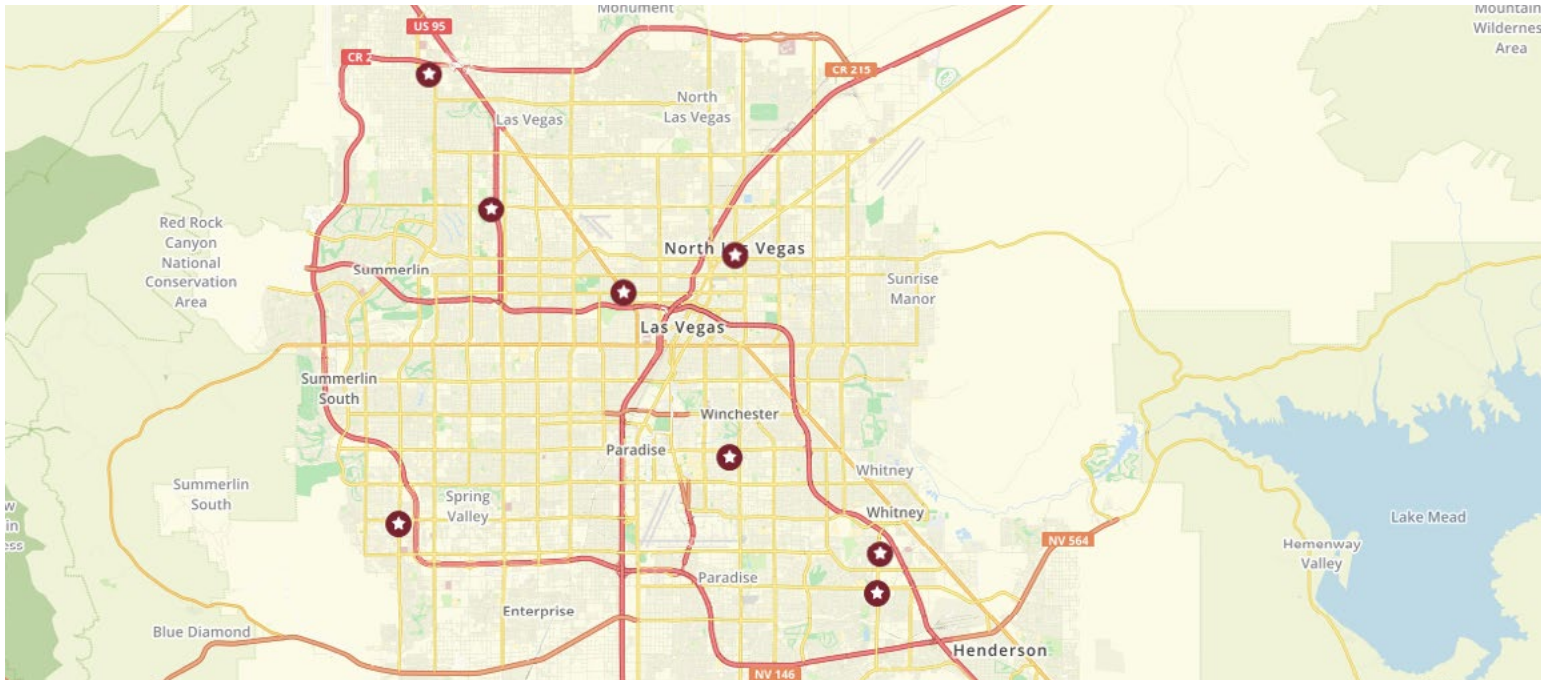 Monument
Mountain
Wilderness
Area
US 95
CR 2
CR 215
North
Las Vegas
Las Vegas
Red Rock
Canyon
National
Conservation
Area
North Las Vegas
Summerlin
Sunrise
Manor
Las Vegas
Summerlin
South
Winchester
Paradise
Whitney
Summerlin
South
Spring
Valley
Whitney
Lake Mead
NV 564
Hemenway
Valley
Paradise
Enterprise
Blue Diamond
Henderson
NV 146